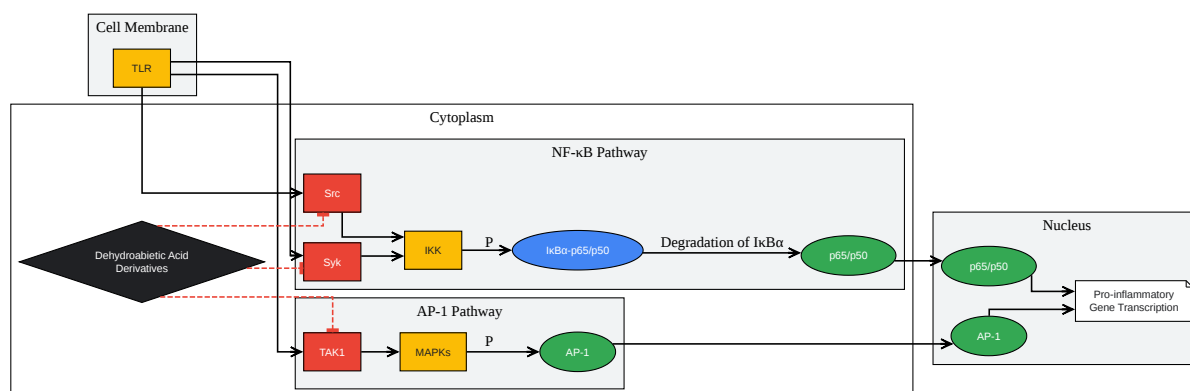 Cell Membrane
TLR
Cytoplasm
NF-κB Pathway
Src
Syk
IKK
P
IκBα-p65/p50
Degradation of IκBα
p65/p50
Dehydroabietic Acid
Derivatives
AP-1 Pathway
TAK1
MAPKs
P
AP-1
Nucleus
p65/p50
AP-1
Pro-inflammatory
Gene Transcription